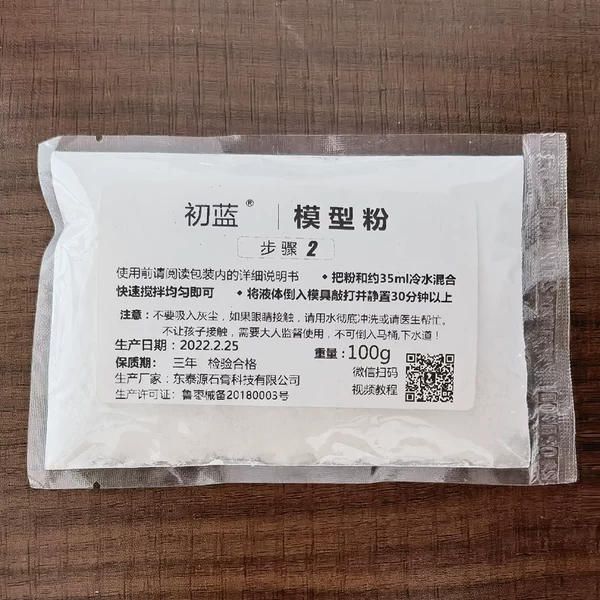 初蓝® | 模型粉
步骤 2
使用前请阅读包装内的详细说明书 •把粉和约35ml冷水混合
快速搅拌均匀即可 •将液体倒入模具敲打并静置30分钟以上
注意：不要吸入灰尘，如果眼睛接触，请用水彻底冲洗或请医生帮忙。
不让孩子接触，需要大人监督使用，不可倒入马桶,下水道！
生产日期：2022.2.25 重量：100g
保质期： 三年 检验合格 微信扫码
生产厂家：东泰源石膏科技有限公司 视频教程
生产许可证：鲁枣械备20180003号